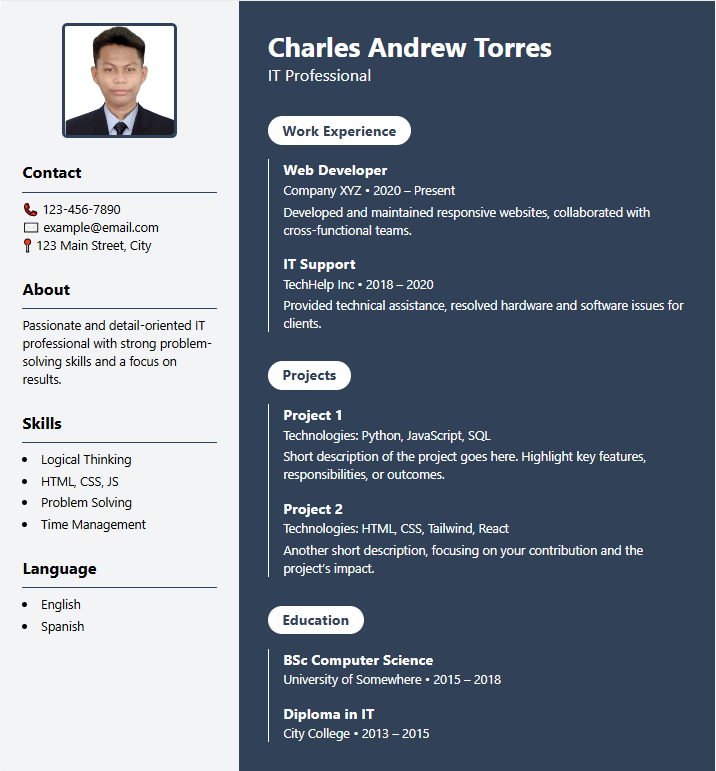 Contact
123-456-7890
example@email.com
123 Main Street, City
About
Passionate and detail-oriented IT
professional with strong problem-
solving skills and a focus on
results.
Skills
Logical Thinking
HTML, CSS, JS
Problem Solving
Time Management
Language
English
Spanish
Charles Andrew Torres
IT Professional
Work Experience
Web Developer
Company XYZ • 2020 – Present
Developed and maintained responsive websites, collaborated with
cross-functional teams.
IT Support
TechHelp Inc • 2018 – 2020
Provided technical assistance, resolved hardware and software issues for
clients.
Projects
Project 1
Technologies: Python, JavaScript, SQL
Short description of the project goes here. Highlight key features,
responsibilities, or outcomes.
Project 2
Technologies: HTML, CSS, Tailwind, React
Another short description, focusing on your contribution and the
project’s impact.
Education
BSc Computer Science
University of Somewhere • 2015 – 2018
Diploma in IT
City College • 2013 – 2015